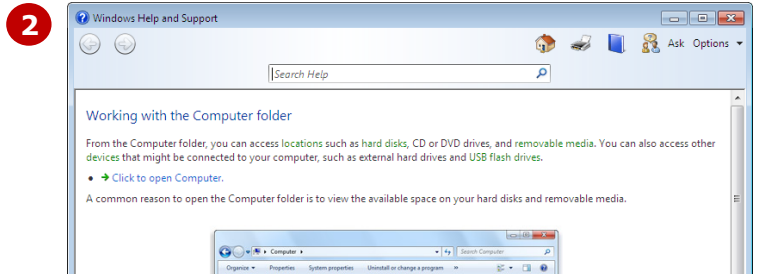 2
Windows Help and Support
Ask Options
Search Help
Working with the Computer folder
From the Computer folder, you can access locations such as hard disks, CD or DVD drives, and removable media. You can also access other
devices that might be connected to your computer, such as external hard drives and USB flash drives.
Click to open Computer.
A common reason to open the Computer folder is to view the available space on your hard disks and removable media.
Computer
Search Computer
Organize Properties System properties Uninstall or change a program »